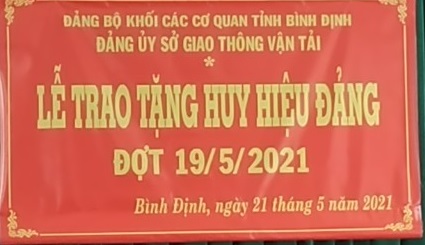 ĐẢNG BỘ KHỐI CÁC CƠ QUAN TỈNH BÌNH ĐỊNH
ĐẢNG ỦY SỞ GIAO THÔNG VẬN TẢI
*
LỄ TRAO TẶNG HUY HIỆU ĐẢNG
ĐỢT 19/5/2021
Bình Định, ngày 21 tháng 5 năm 2021